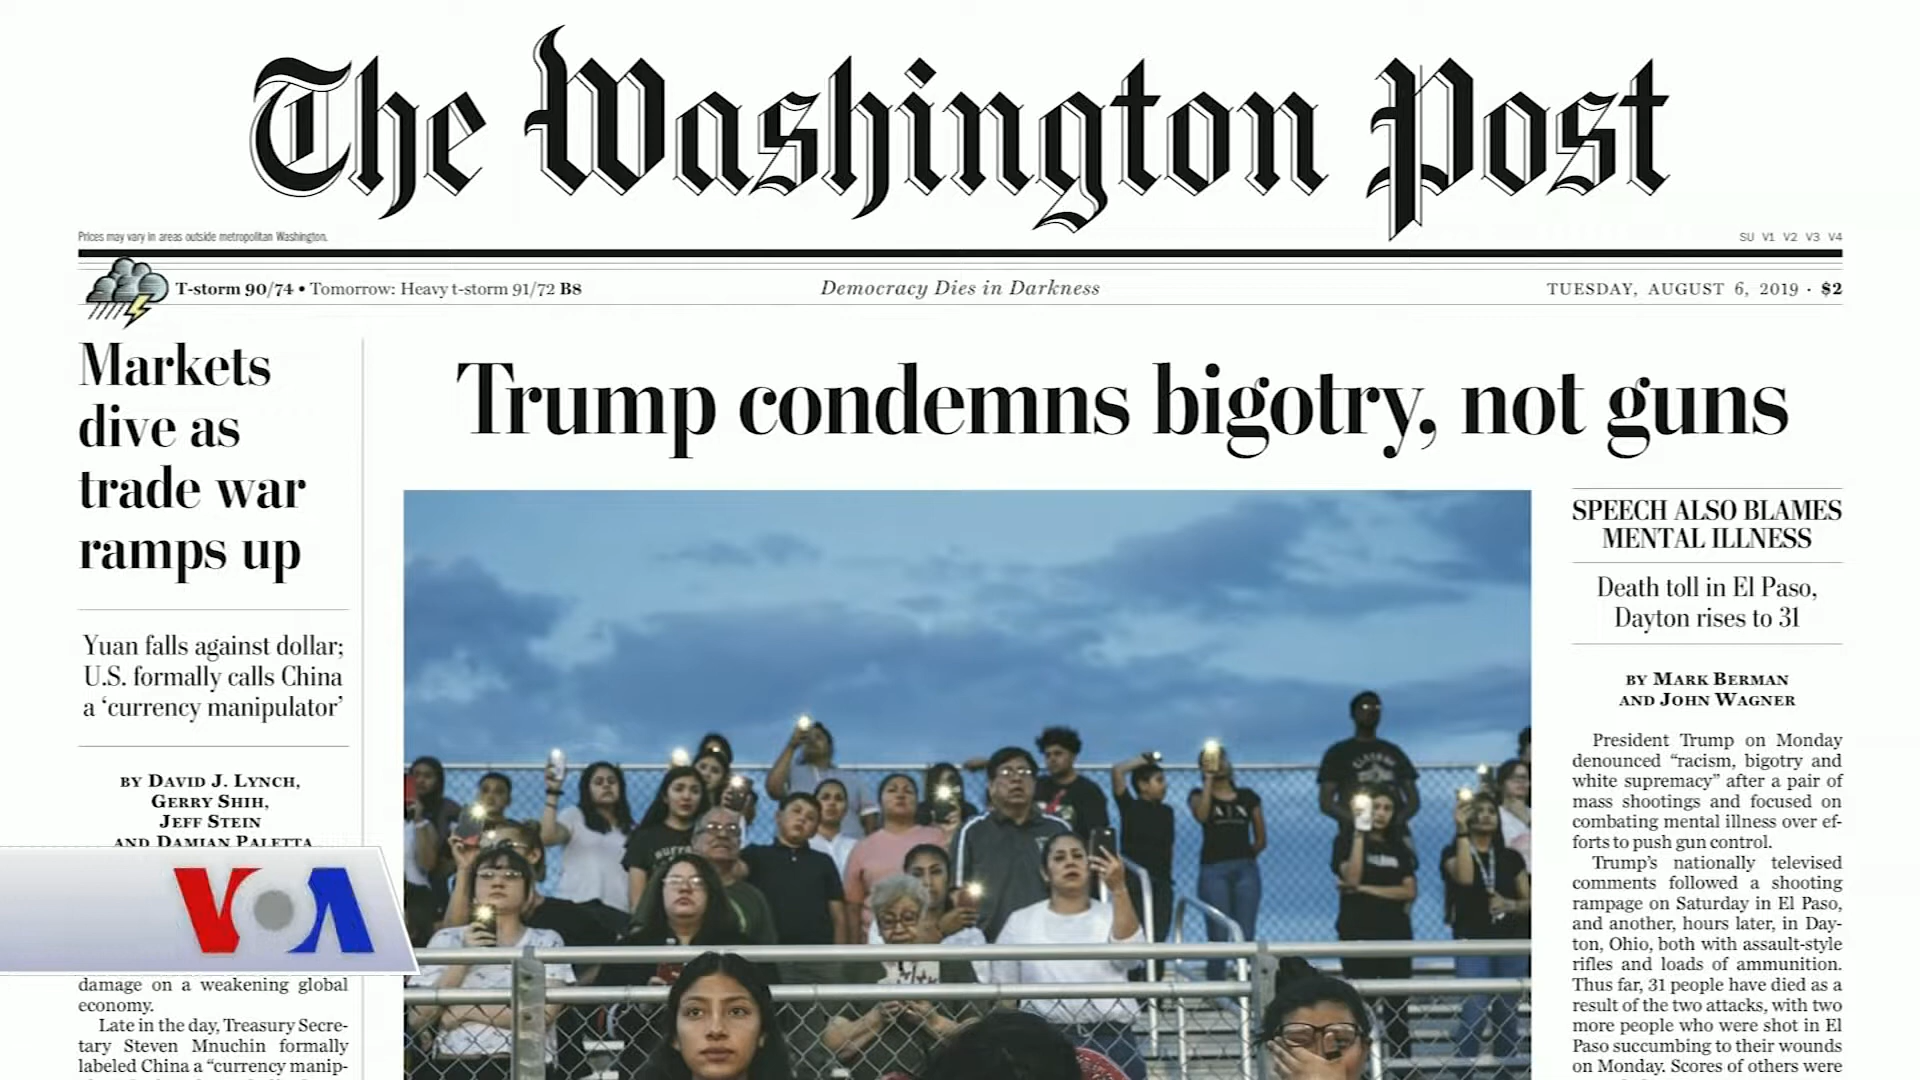 The Washington Post
Prices may vary in areas outside metropolitan Washington.
SU V1 V2 V3 V4
T-storm 90/74 • Tomorrow: Heavy t-storm 91/72 B8
Democracy Dies in Darkness
TUESDAY, AUGUST 6, 2019 · $2
Markets
dive as
trade war
ramps up
Yuan falls against dollar;
U.S. formally calls China
a ‘currency manipulator’
BY DAVID J. LYNCH,
GERRY SHIH,
JEFF STEIN
AND DAMIAN PALETTA
VOA
damage on a weakening global
economy.
Late in the day, Treasury Secre-
tary Steven Mnuchin formally
labeled China a “currency manip-
Trump condemns bigotry, not guns
SPEECH ALSO BLAMES
MENTAL ILLNESS
Death toll in El Paso,
Dayton rises to 31
BY MARK BERMAN
AND JOHN WAGNER
President Trump on Monday
denounced “racism, bigotry and
white supremacy” after a pair of
mass shootings and focused on
combating mental illness over ef-
forts to push gun control.
Trump’s nationally televised
comments followed a shooting
rampage on Saturday in El Paso,
and another, hours later, in Day-
ton, Ohio, both with assault-style
rifles and loads of ammunition.
Thus far, 31 people have died as a
result of the two attacks, with two
more people who were shot in El
Paso succumbing to their wounds
on Monday. Scores of others were